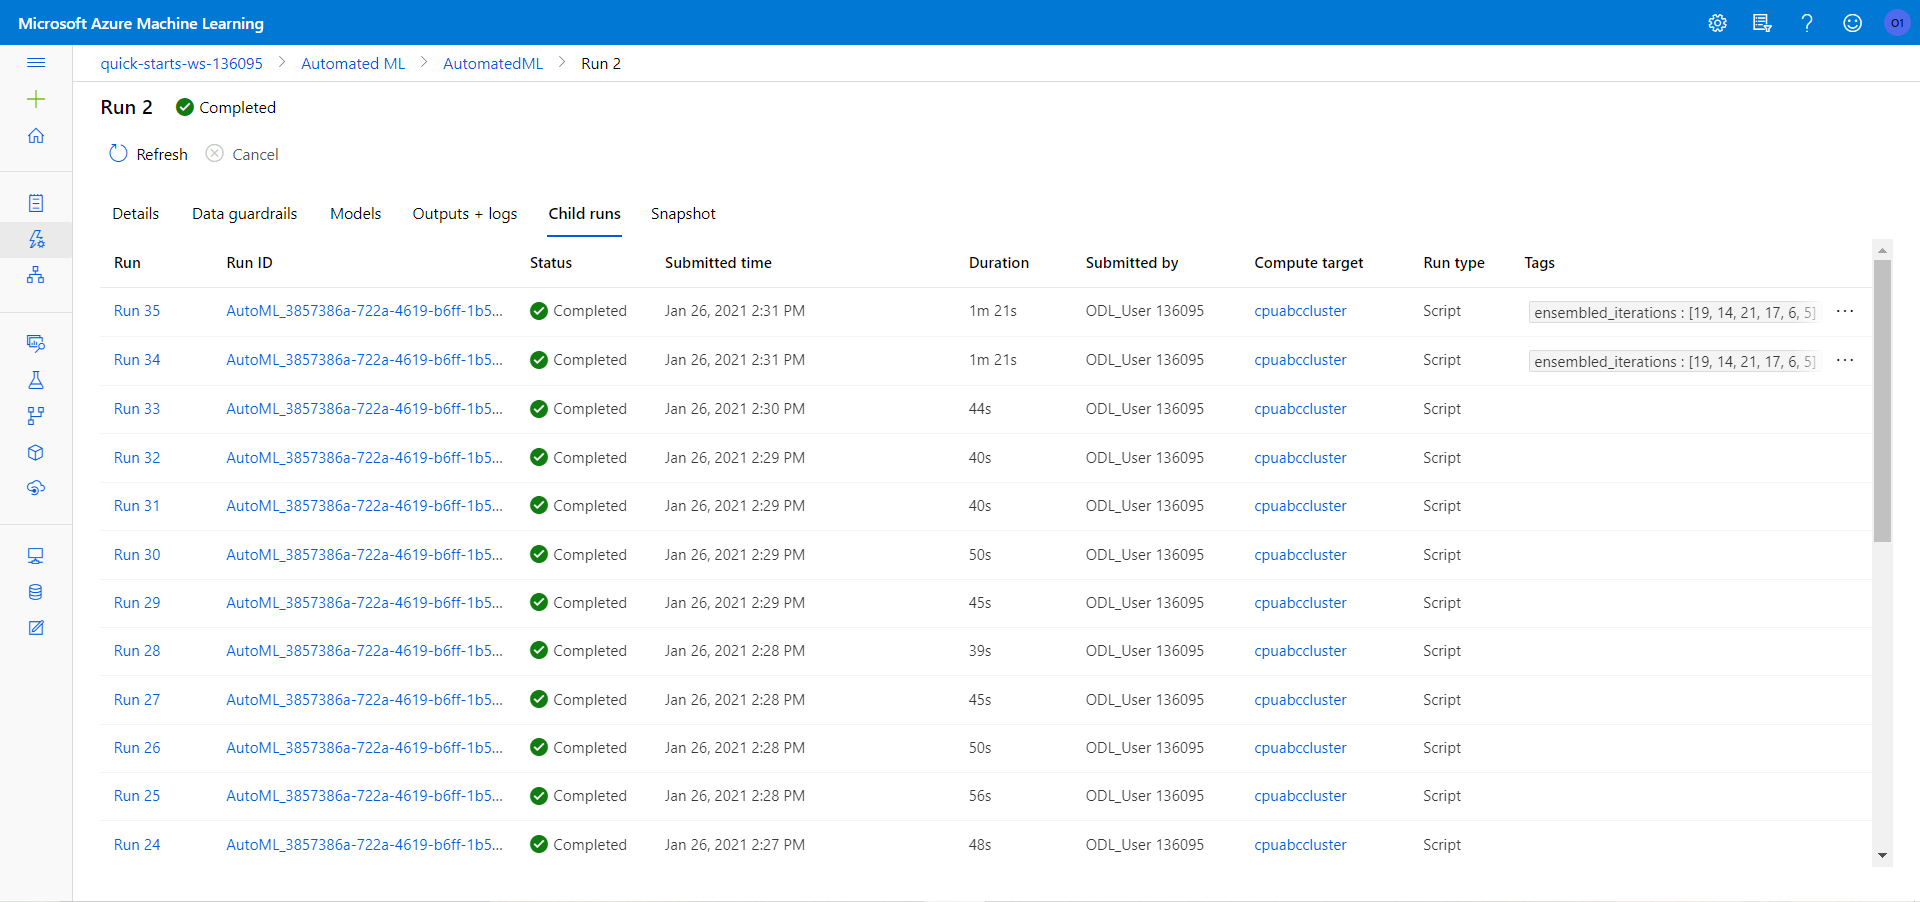 Microsoft Azure Machine Learning
O1
quick-starts-ws-136095 > Automated ML > AutomatedML > Run 2
Run 2 Completed
Refresh Cancel
Details Data guardrails Models Outputs + logs Child runs Snapshot
Run Run ID Status Submitted time Duration Submitted by Compute target Run type Tags
Run 35 AutoML_3857386a-722a-4619-b6ff-1b5... Completed Jan 26, 2021 2:31 PM 1m 21s ODL_User 136095 cpuabccluster Script ensembled_iterations : [19, 14, 21, 17, 6, 5] ...
Run 34 AutoML_3857386a-722a-4619-b6ff-1b5... Completed Jan 26, 2021 2:31 PM 1m 21s ODL_User 136095 cpuabccluster Script ensembled_iterations : [19, 14, 21, 17, 6, 5] ...
Run 33 AutoML_3857386a-722a-4619-b6ff-1b5... Completed Jan 26, 2021 2:30 PM 44s ODL_User 136095 cpuabccluster Script
Run 32 AutoML_3857386a-722a-4619-b6ff-1b5... Completed Jan 26, 2021 2:29 PM 40s ODL_User 136095 cpuabccluster Script
Run 31 AutoML_3857386a-722a-4619-b6ff-1b5... Completed Jan 26, 2021 2:29 PM 40s ODL_User 136095 cpuabccluster Script
Run 30 AutoML_3857386a-722a-4619-b6ff-1b5... Completed Jan 26, 2021 2:29 PM 50s ODL_User 136095 cpuabccluster Script
Run 29 AutoML_3857386a-722a-4619-b6ff-1b5... Completed Jan 26, 2021 2:29 PM 45s ODL_User 136095 cpuabccluster Script
Run 28 AutoML_3857386a-722a-4619-b6ff-1b5... Completed Jan 26, 2021 2:28 PM 39s ODL_User 136095 cpuabccluster Script
Run 27 AutoML_3857386a-722a-4619-b6ff-1b5... Completed Jan 26, 2021 2:28 PM 45s ODL_User 136095 cpuabccluster Script
Run 26 AutoML_3857386a-722a-4619-b6ff-1b5... Completed Jan 26, 2021 2:28 PM 50s ODL_User 136095 cpuabccluster Script
Run 25 AutoML_3857386a-722a-4619-b6ff-1b5... Completed Jan 26, 2021 2:28 PM 56s ODL_User 136095 cpuabccluster Script
Run 24 AutoML_3857386a-722a-4619-b6ff-1b5... Completed Jan 26, 2021 2:27 PM 48s ODL_User 136095 cpuabccluster Script